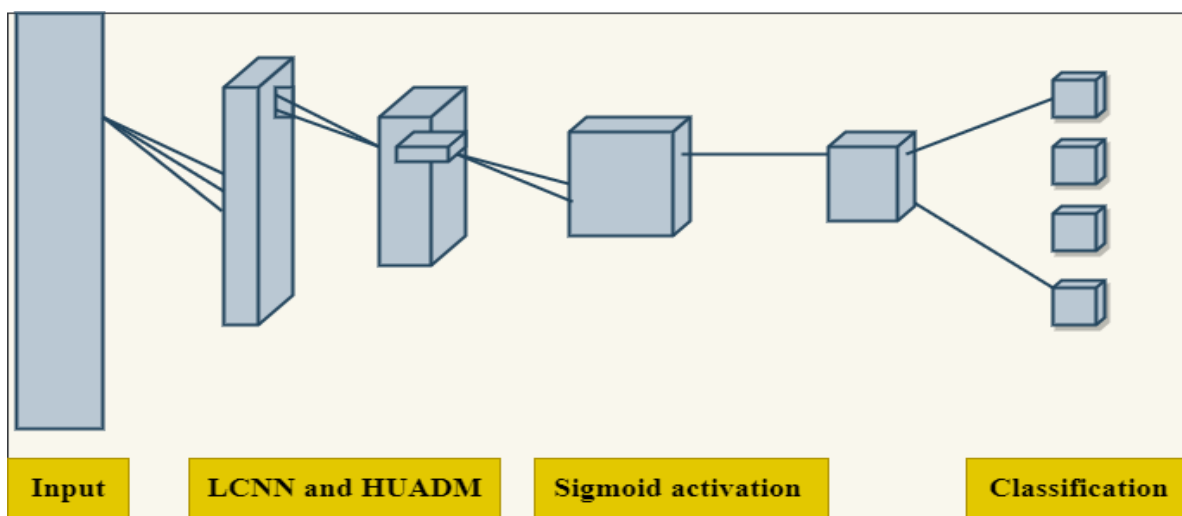 Input
LCNN and HUADM
Sigmoid activation
Classification